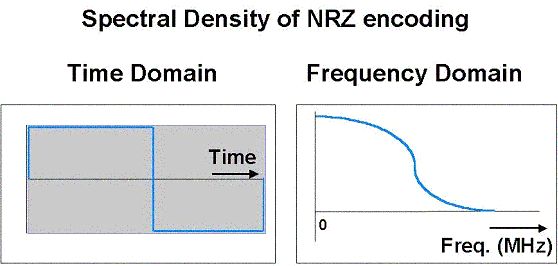 Spectral Density of NRZ encoding
Time Domain
Frequency Domain
Time
0
Freq. (MHz)